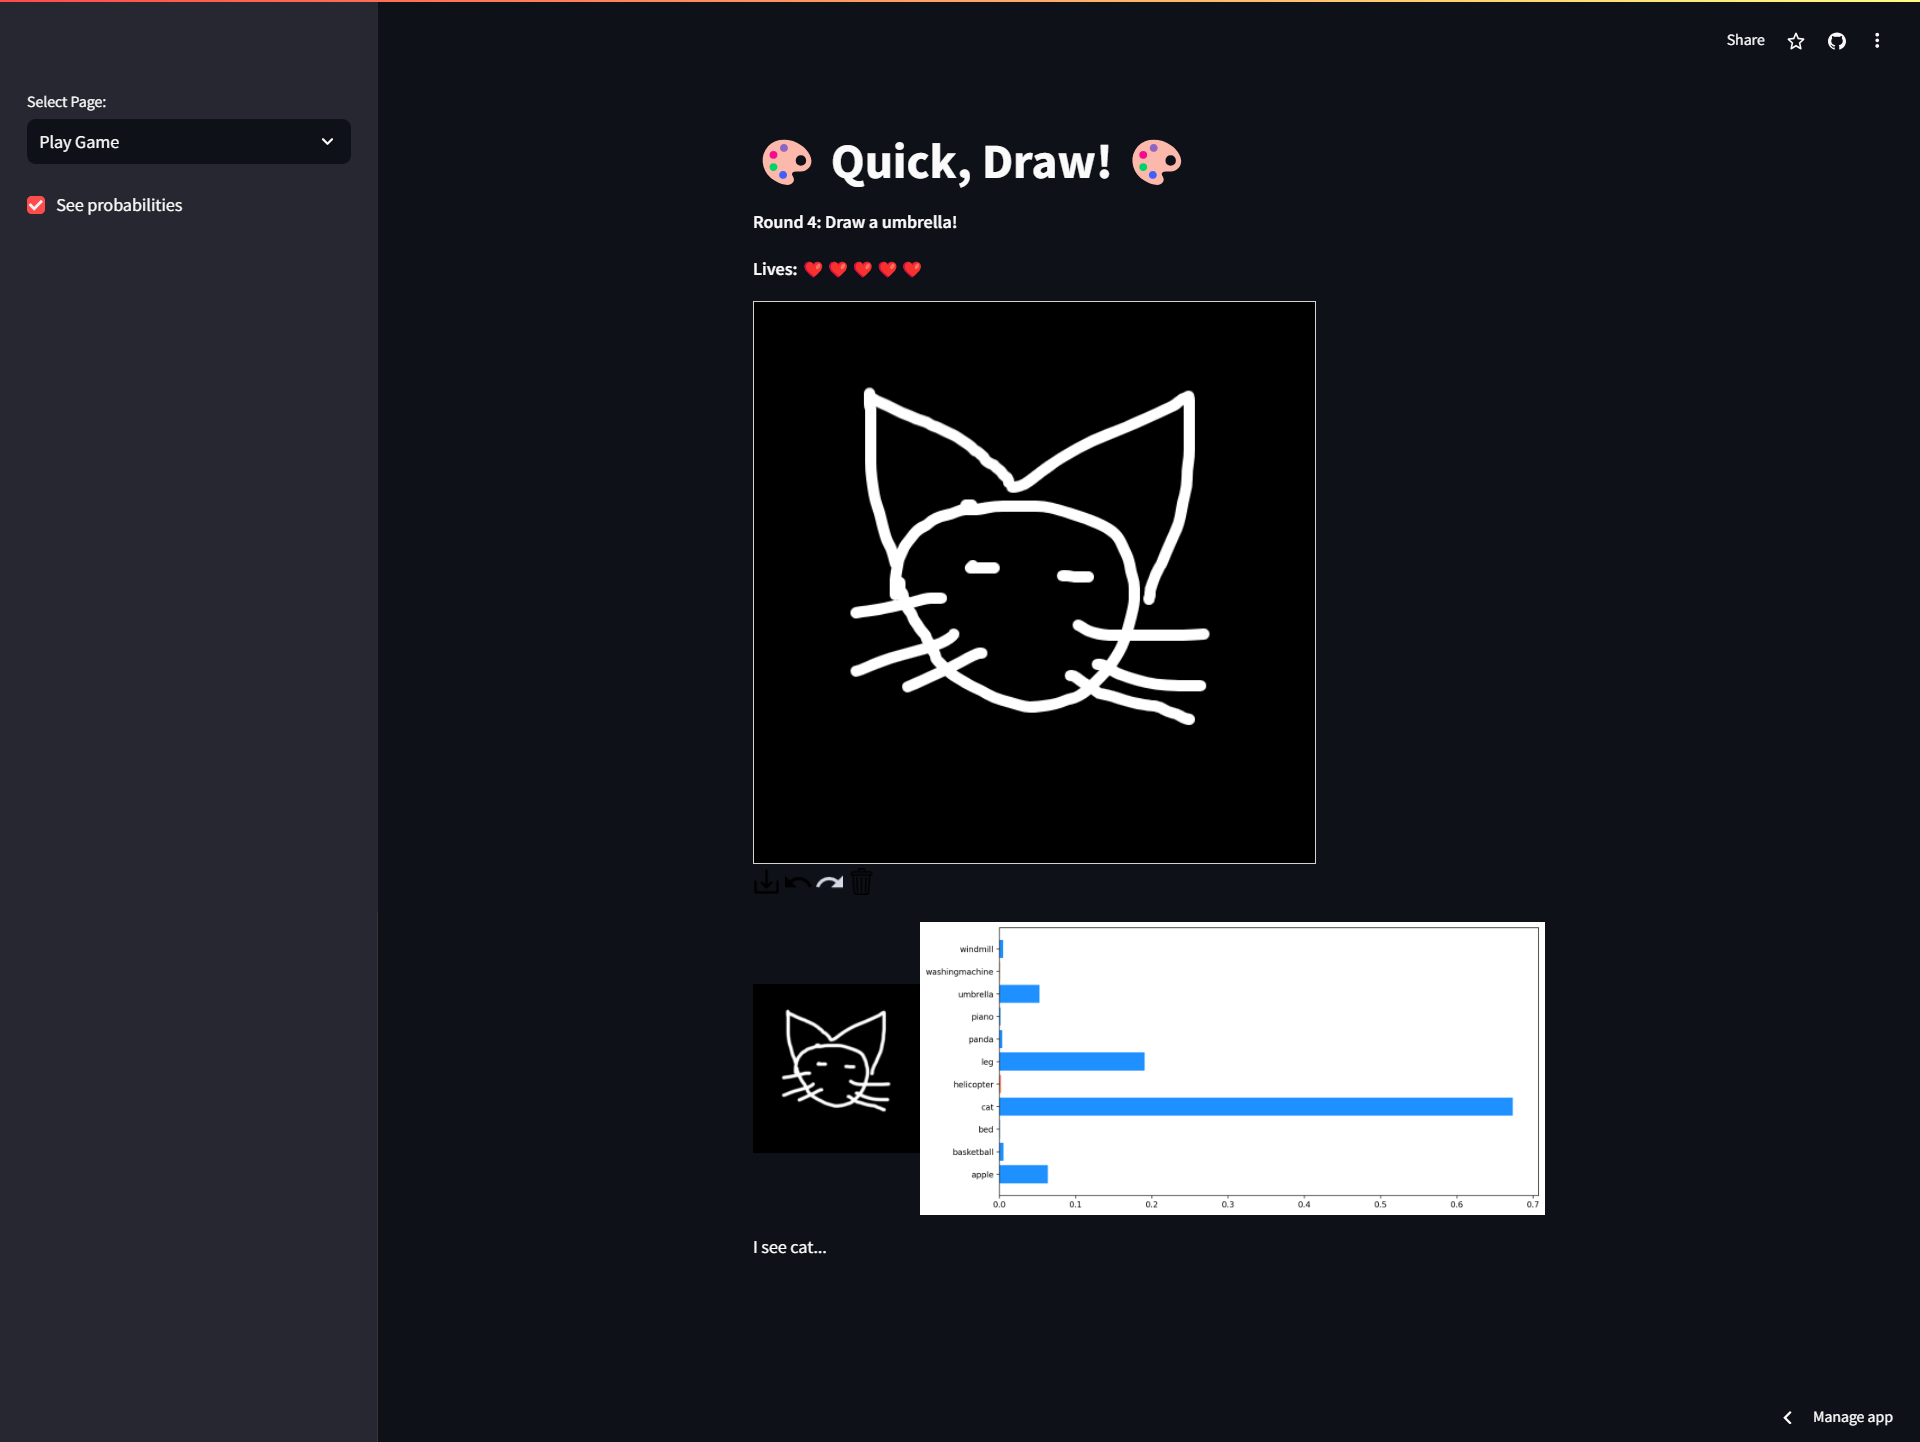 Share
Select Page:
Play Game
See probabilities
Quick, Draw!
Round 4: Draw a umbrella!
Lives:
windmill
washingmachine
umbrella
piano
panda
leg
helicopter
cat
bed
basketball
apple
0.0 0.1 0.2 0.3 0.4 0.5 0.6 0.7
I see cat...
Manage app